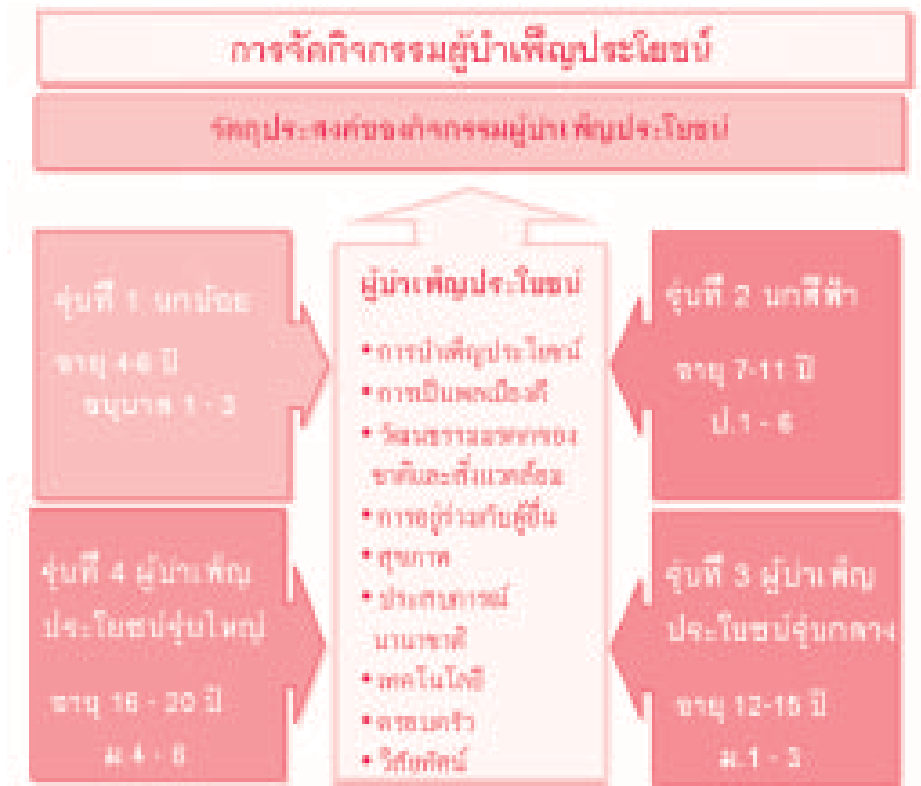 การจัดกิจกรรมผู้บำเพ็ญประโยชน์
วัตถุประสงค์ของกิจกรรมผู้บำเพ็ญประโยชน์
รุ่นที่ 1 นกน้อย
อายุ 4-6 ปี
อนุบาล 1 - 3
ผู้บำเพ็ญประโยชน์
• การบำเพ็ญประโยชน์
• การเป็นพลเมืองดี
• วัฒนธรรมมรดกของ
ชาติและสิ่งแวดล้อม
• การอยู่ร่วมกับผู้อื่น
• สุขภาพ
• ประสบการณ์
นานาชาติ
• เทคโนโลยี
• ครอบครัว
• วิสัยทัศน์
รุ่นที่ 2 นกสีฟ้า
อายุ 7-11 ปี
ป.1 - 6
รุ่นที่ 4 ผู้บำเพ็ญ
ประโยชน์รุ่นใหญ่
อายุ 16 - 20 ปี
ม.4 - 6
รุ่นที่ 3 ผู้บำเพ็ญ
ประโยชน์รุ่นกลาง
อายุ 12-15 ปี
ม.1 - 3